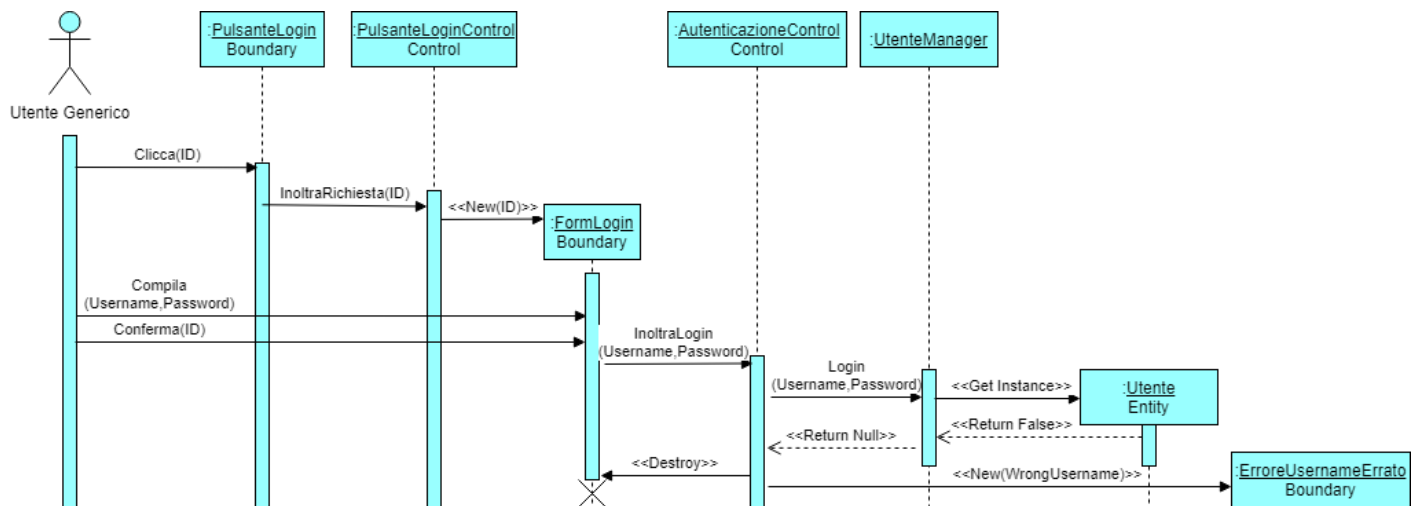 :PulsanteLogin
Boundary
:PulsanteLoginControl
Control
:AutenticazioneControl
Control
:UtenteManager
Utente Generico
Clicca(ID)
InoltraRichiesta(ID)
<<New(ID)>>
:FormLogin
Boundary
Compila
(Username,Password)
Conferma(ID)
InoltraLogin
(Username,Password)
Login
(Username,Password)
<<Get Instance>>
:Utente
Entity
<<Return False>>
<<Return Null>>
<<Destroy>>
<<New(WrongUsername)>>
:ErroreUsernameErrato
Boundary